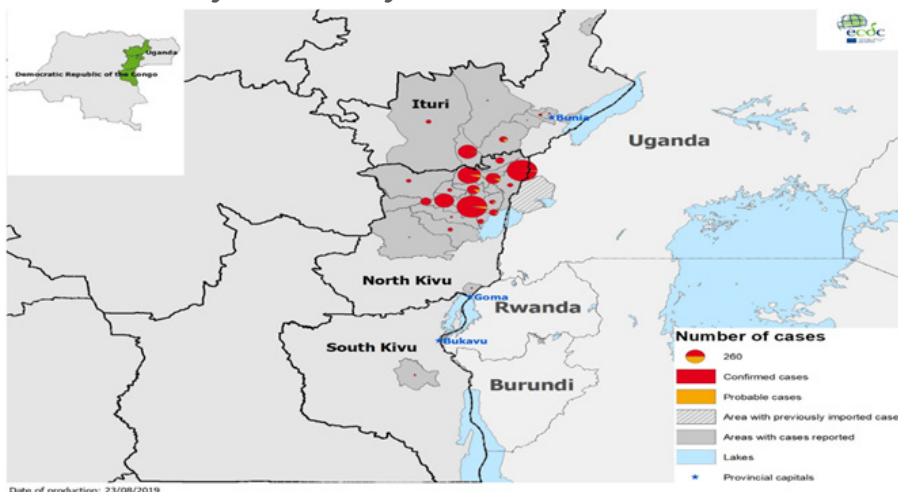 Uganda
Democratic Republic of the Congo
ecdc
Ituri
Bunia
Uganda
North Kivu
Goma
Rwanda
South Kivu
Bukavu
Burundi
Number of cases
260
Confirmed cases
Probable cases
Area with previously imported case
Areas with cases reported
Lakes
Provincial capitals
Date of production: 23/08/2019